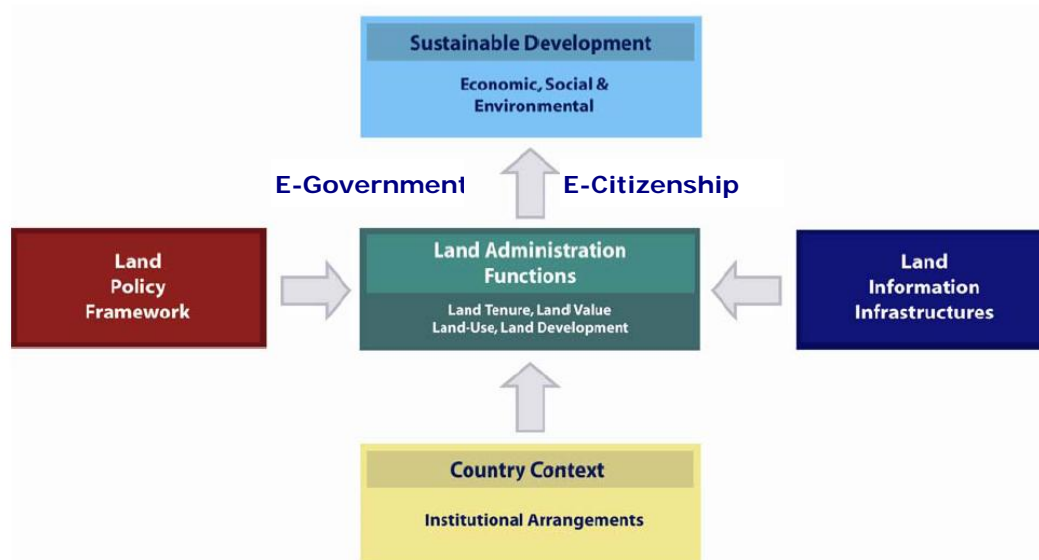 Sustainable Development
Economic, Social &
Environmental
E-Government
E-Citizenship
Land
Policy
Framework
Land Administration
Functions
Land Tenure, Land Value
Land-Use, Land Development
Land
Information
Infrastructures
Country Context
Institutional Arrangements